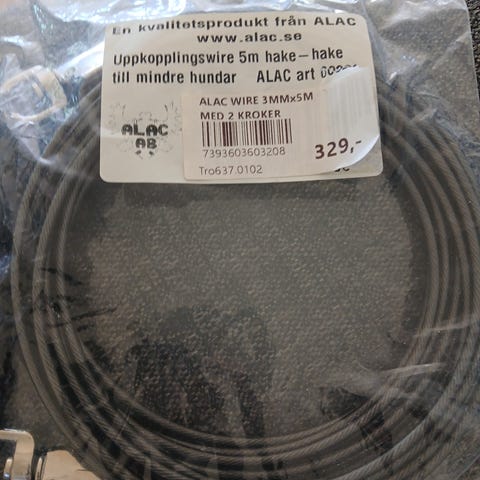 En kvalitetsprodukt från ALAC
www.alac.se
Uppkopplingswire 5m hake-hake
till mindre hundar ALAC art
ALAC WIRE 3MMx5M
MED 2 KROKER
ALAC
AB
7393603603208
329,-
Tro637.0102